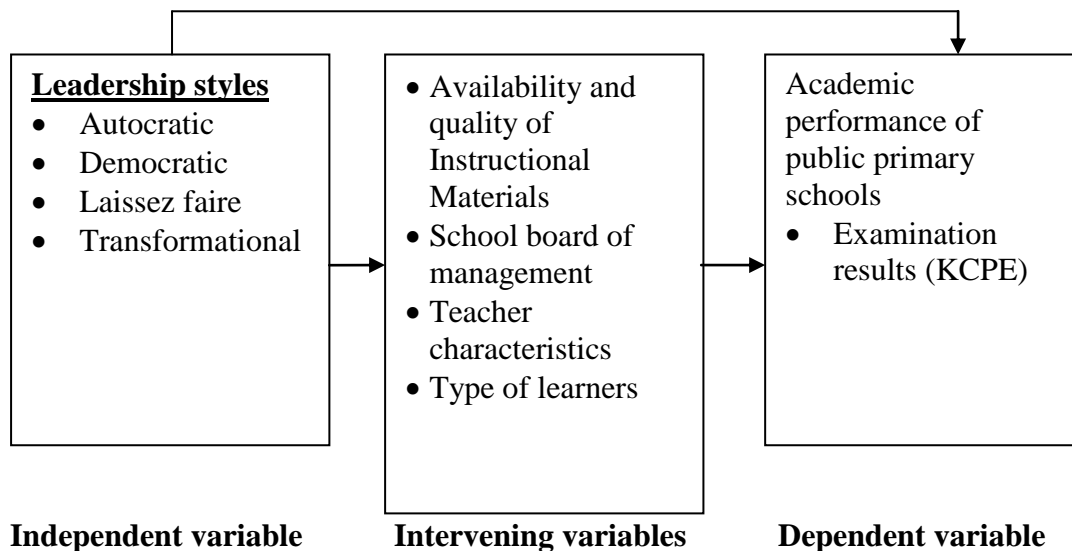 Leadership styles
• Autocratic
• Democratic
• Laissez faire
• Transformational
• Availability and
quality of
Instructional
Materials
• School board of
management
• Teacher
characteristics
• Type of learners
Academic
performance of
public primary
schools
• Examination
results (KCPE)
Independent variable
Intervening variables
Dependent variable